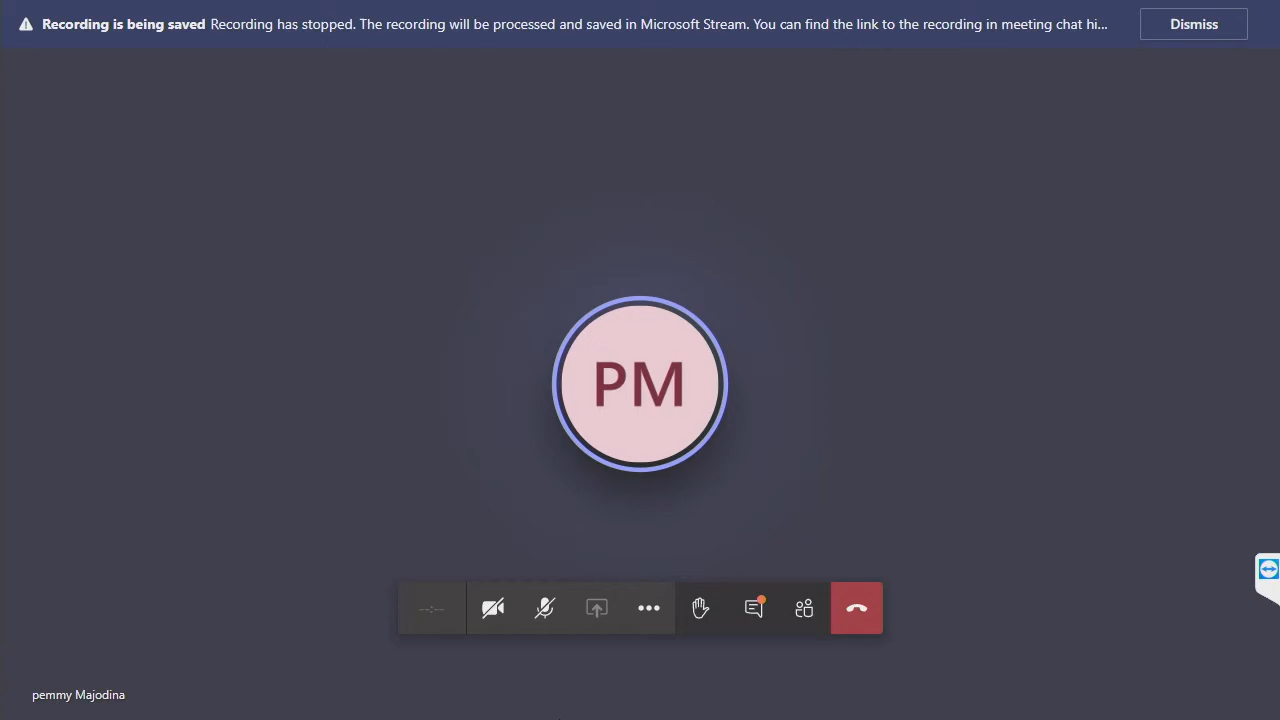 Recording is being saved Recording has stopped. The recording will be processed and saved in Microsoft Stream. You can find the link to the recording in meeting chat hi...
Dismiss
PM
--:--
pemmy Majodina